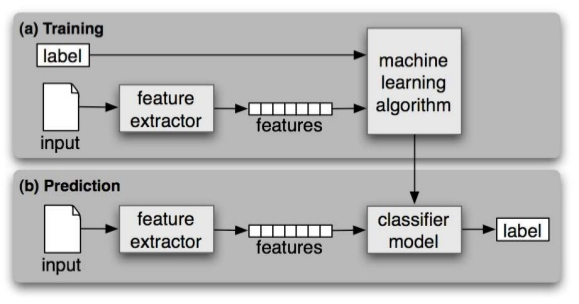 (a) Training
label
machine
learning
algorithm
feature
extractor
features
input
(b) Prediction
feature
extractor
features
classifier
model
label
input